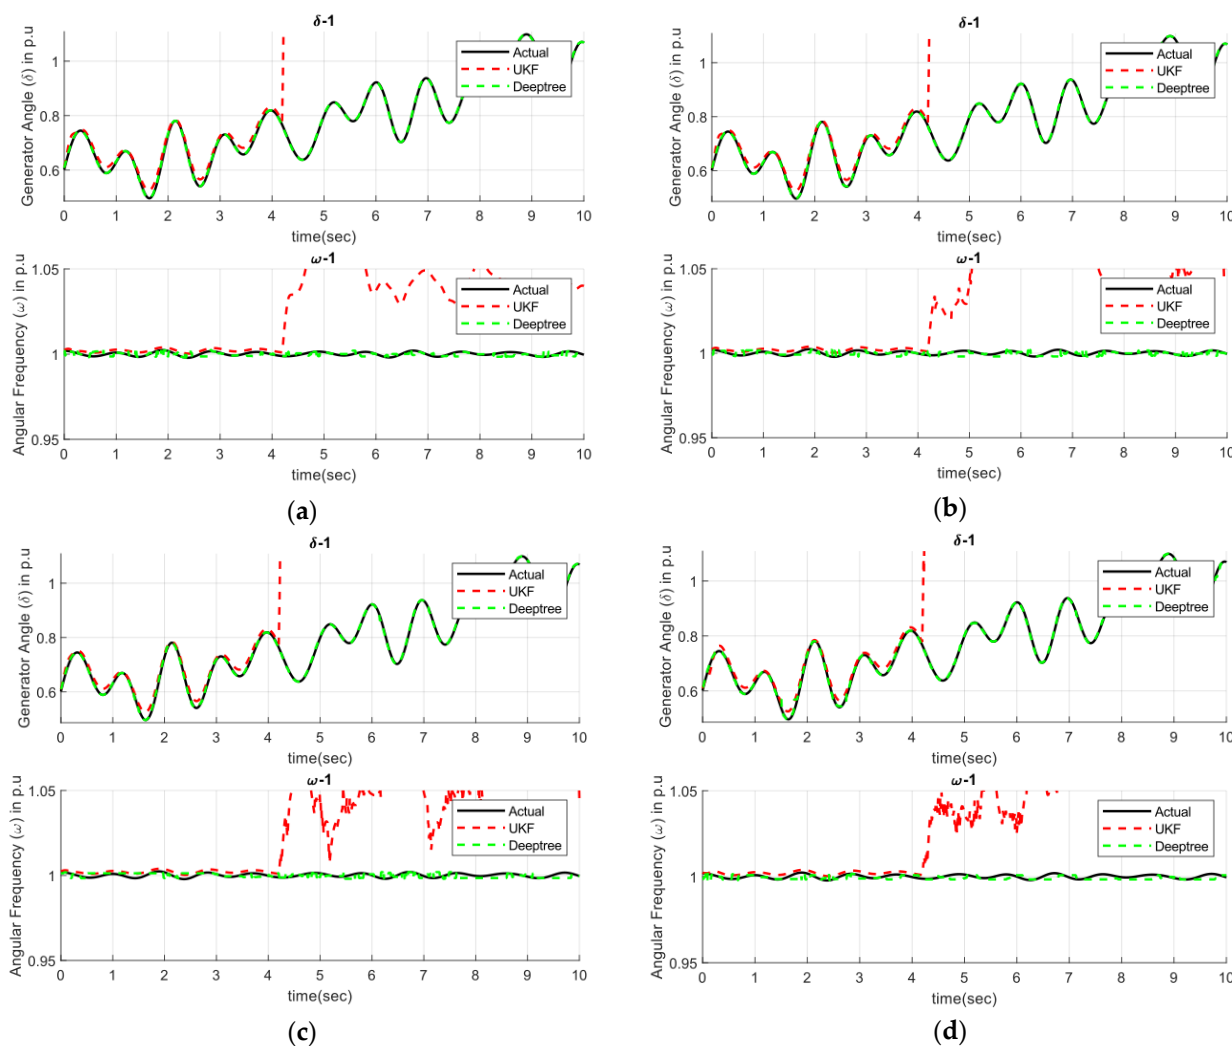 δ-1
Generator Angle (δ) in p.u
1
0.8
0.6
Actual
UKF
Deeptree
0 1 2 3 4 5 6 7 8 9 10
time(sec)
ω-1
Angular Frequency (ω) in p.u
1.05
1
0.95
Actual
UKF
Deeptree
0 1 2 3 4 5 6 7 8 9 10
time(sec)
(a)
δ-1
Generator Angle (δ) in p.u
1
0.8
0.6
Actual
UKF
Deeptree
0 1 2 3 4 5 6 7 8 9 10
time(sec)
ω-1
Angular Frequency (ω) in p.u
1.05
1
0.95
Actual
UKF
Deeptree
0 1 2 3 4 5 6 7 8 9 10
time(sec)
(b)
δ-1
Generator Angle (δ) in p.u
1
0.8
0.6
Actual
UKF
Deeptree
0 1 2 3 4 5 6 7 8 9 10
time(sec)
ω-1
Angular Frequency (ω) in p.u
1.05
1
0.95
Actual
UKF
Deeptree
0 1 2 3 4 5 6 7 8 9 10
time(sec)
(c)
δ-1
Generator Angle (δ) in p.u
1
0.8
0.6
Actual
UKF
Deeptree
0 1 2 3 4 5 6 7 8 9 10
time(sec)
ω-1
Angular Frequency (ω) in p.u
1.05
1
0.95
Actual
UKF
Deeptree
0 1 2 3 4 5 6 7 8 9 10
time(sec)
(d)